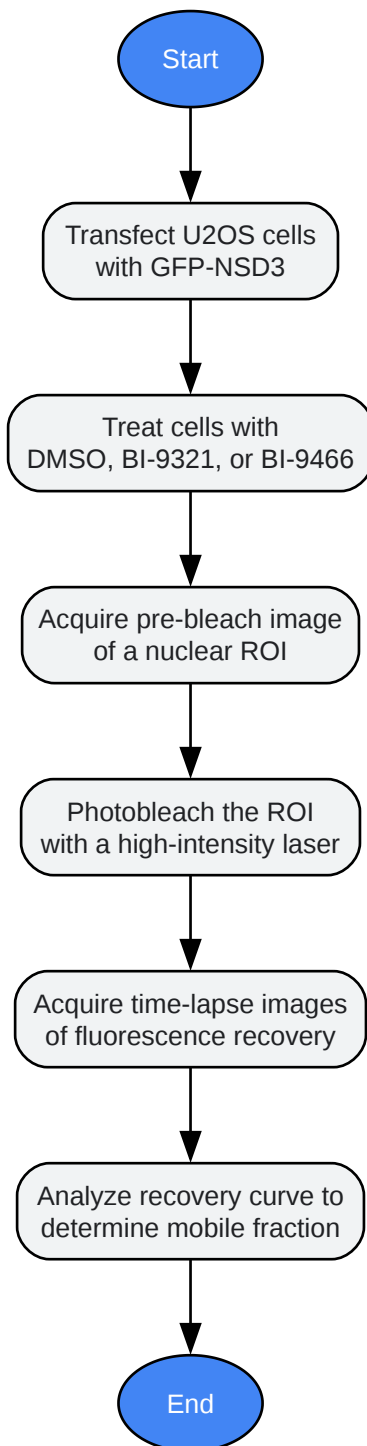 Start
Transfect U2OS cells
with GFP-NSD3
Treat cells with
DMSO, BI-9321, or BI-9466
Acquire pre-bleach image
of a nuclear ROI
Photobleach the ROI
with a high-intensity laser
Acquire time-lapse images
of fluorescence recovery
Analyze recovery curve to
determine mobile fraction
End